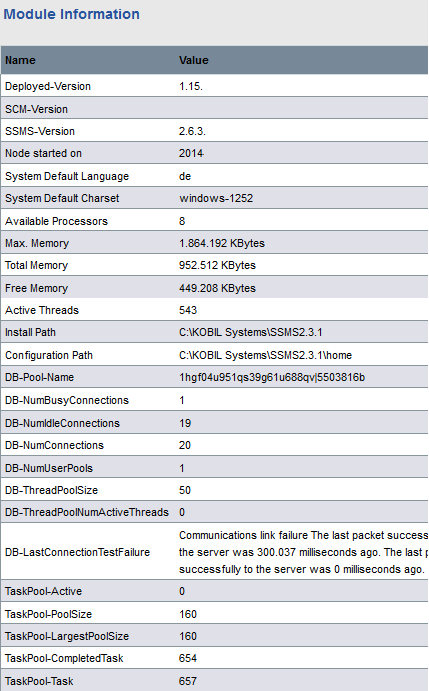 Module Information
Name Value
Deployed-Version 1.15.
SCM-Version
SSMS-Version 2.6.3.
Node started on 2014
System Default Language de
System Default Charset windows-1252
Available Processors 8
Max. Memory 1.864.192 KBytes
Total Memory 952.512 KBytes
Free Memory 449.208 KBytes
Active Threads 543
Install Path C:\KOBIL Systems\SSMS2.3.1
Configuration Path C:\KOBIL Systems\SSMS2.3.1\home
DB-Pool-Name 1hgf04u951qs39g61u688qv|5503816b
DB-NumBusyConnections 1
DB-NumIdleConnections 19
DB-NumConnections 20
DB-NumUserPools 1
DB-ThreadPoolSize 50
DB-ThreadPoolNumActiveThreads 0
Communications link failure The last packet success
DB-LastConnectionTestFailure the server was 300.037 milliseconds ago. The last p
successfully to the server was 0 milliseconds ago.
TaskPool-Active 0
TaskPool-PoolSize 160
TaskPool-LargestPoolSize 160
TaskPool-CompletedTask 654
TaskPool-Task 657